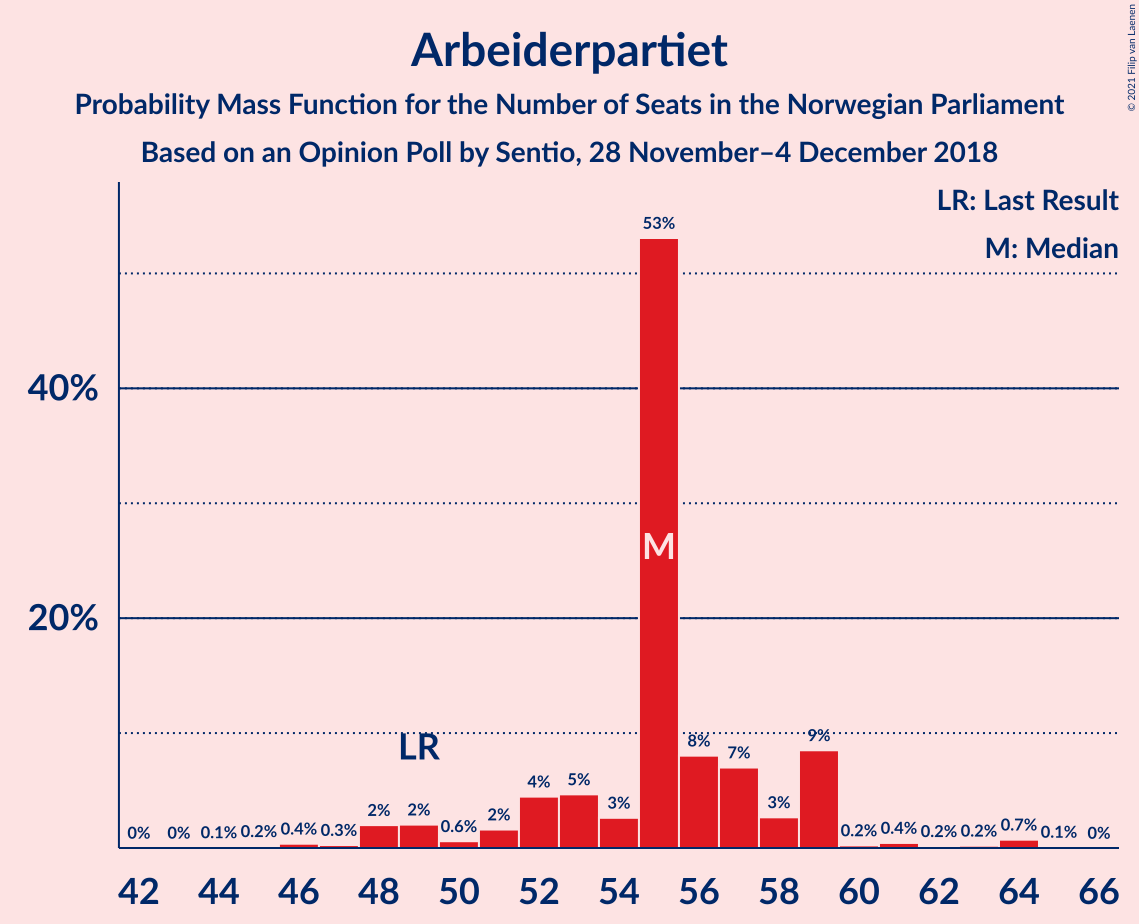 Arbeiderpartiet
Probability Mass Function for the Number of Seats in the Norwegian Parliament
Based on an Opinion Poll by Sentio, 28 November–4 December 2018
© 2021 Filip van Laenen
LR: Last Result
M: Median
53%
40%
M
20%
LR
0% 0% 0.1% 0.2% 0.4% 0.3% 2% 2% 0.6% 2% 4% 5% 3% 8% 7% 3% 9% 0.2% 0.4% 0.2% 0.2% 0.7% 0.1% 0%
42 44 46 48 50 52 54 56 58 60 62 64 66